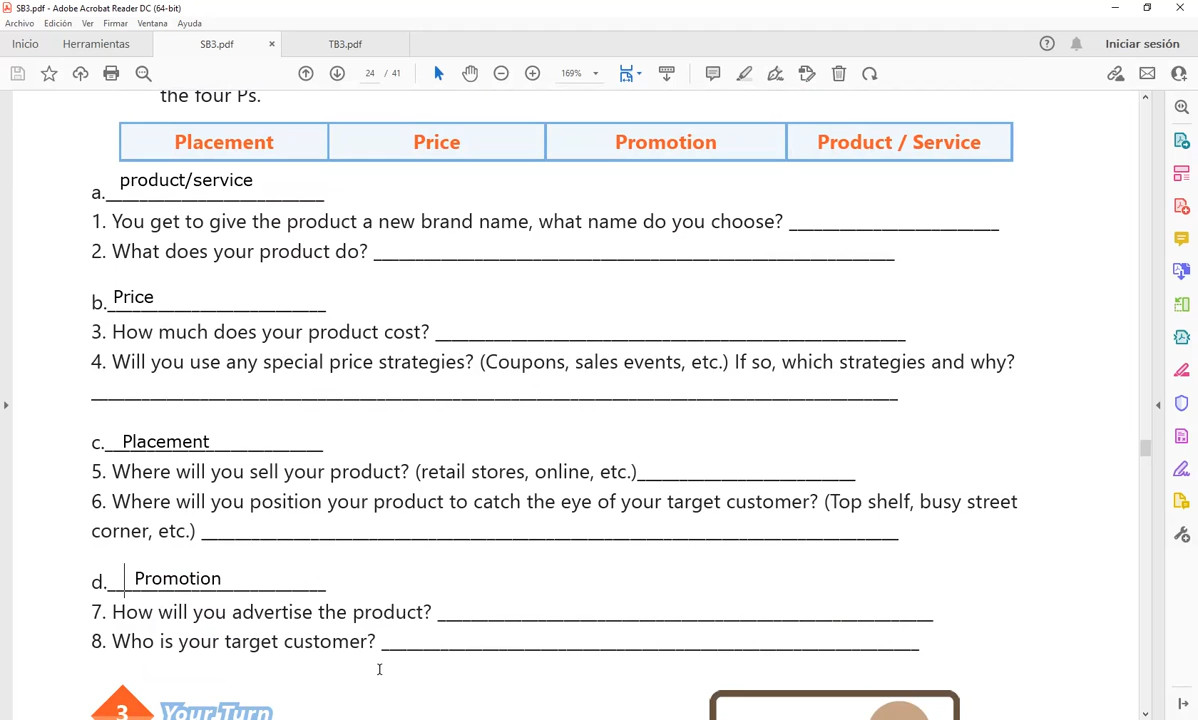 SB3.pdf - Adobe Acrobat Reader DC (64-bit)
Archivo Edición Ver Firmar Ventana Ayuda
Inicio Herramientas SB3.pdf × TB3.pdf Iniciar sesión
24 / 41 169%
the four Ps.
Placement Price Promotion Product / Service
a. product/service
1. You get to give the product a new brand name, what name do you choose?
2. What does your product do?
b. Price
3. How much does your product cost?
4. Will you use any special price strategies? (Coupons, sales events, etc.) If so, which strategies and why?
c. Placement
5. Where will you sell your product? (retail stores, online, etc.)
6. Where will you position your product to catch the eye of your target customer? (Top shelf, busy street
corner, etc.)
d. Promotion
7. How will you advertise the product?
8. Who is your target customer?
3 Your Turn